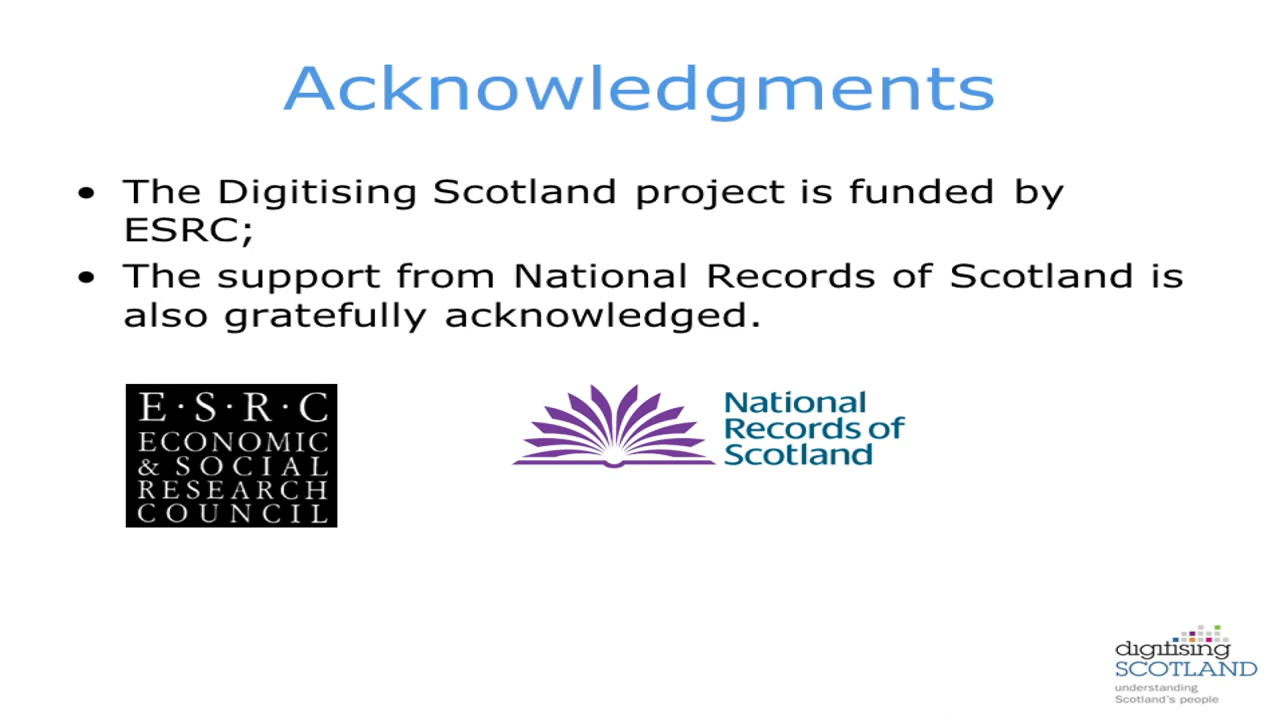 Acknowledgments
• The Digitising Scotland project is funded by
ESRC;
• The support from National Records of Scotland is
also gratefully acknowledged.
E·S·R·C
ECONOMIC
& SOCIAL
RESEARCH
COUNCIL
National
Records of
Scotland
digitising
SCOTLAND
understanding
Scotland's people